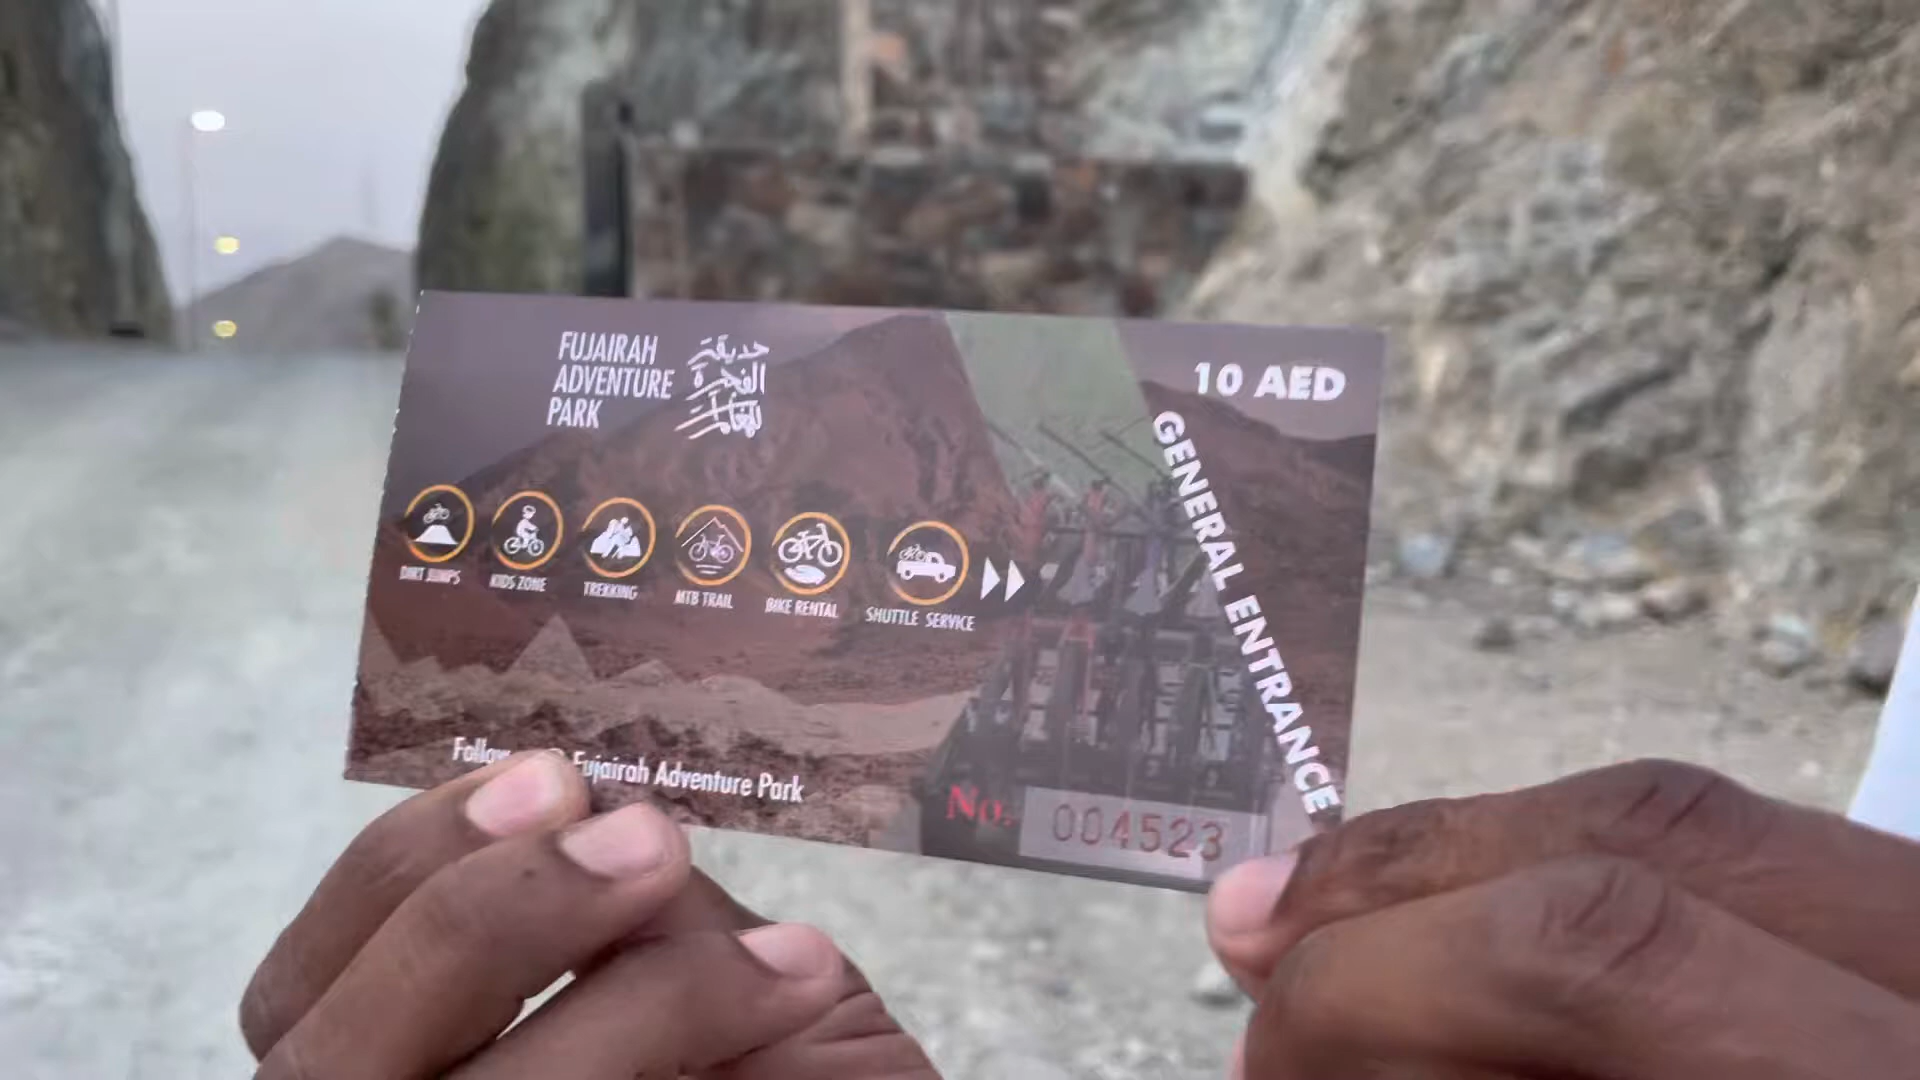 FUJAIRAH
ADVENTURE
PARK
حديقة
الفجيرة
للمغامرات
10 AED
GENERAL ENTRANCE
DIRT JUMPS
KIDS ZONE
TREKKING
MTB TRAIL
BIKE RENTAL
SHUTTLE SERVICE
Fujairah Adventure Park
No. 004523